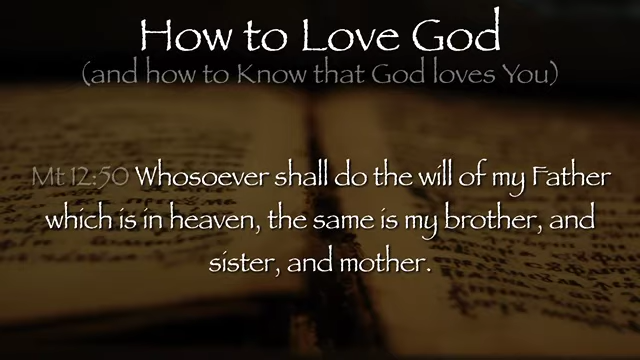 How to Love God
(and how to Know that God loves You)
Mt 12:50 Whosoever shall do the will of my Father
which is in heaven, the same is my brother, and
sister, and mother.